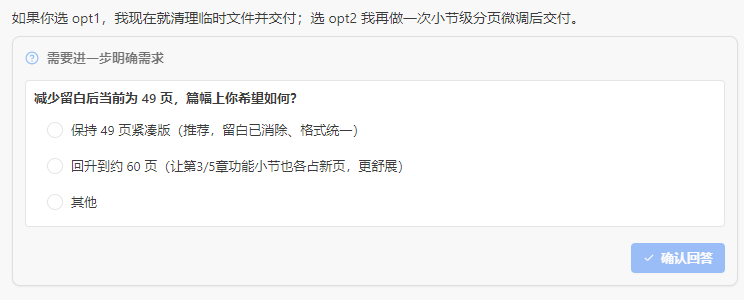 如果你选 opt1，我现在就清理临时文件并交付；选 opt2 我再做一次小节级分页微调后交付。
需要进一步明确需求
减少留白后当前为 49 页，篇幅上你希望如何？
保持 49 页紧凑版（推荐，留白已消除、格式统一）
回升到约 60 页（让第3/5章功能小节也各占新页，更舒展）
其他
确认回答